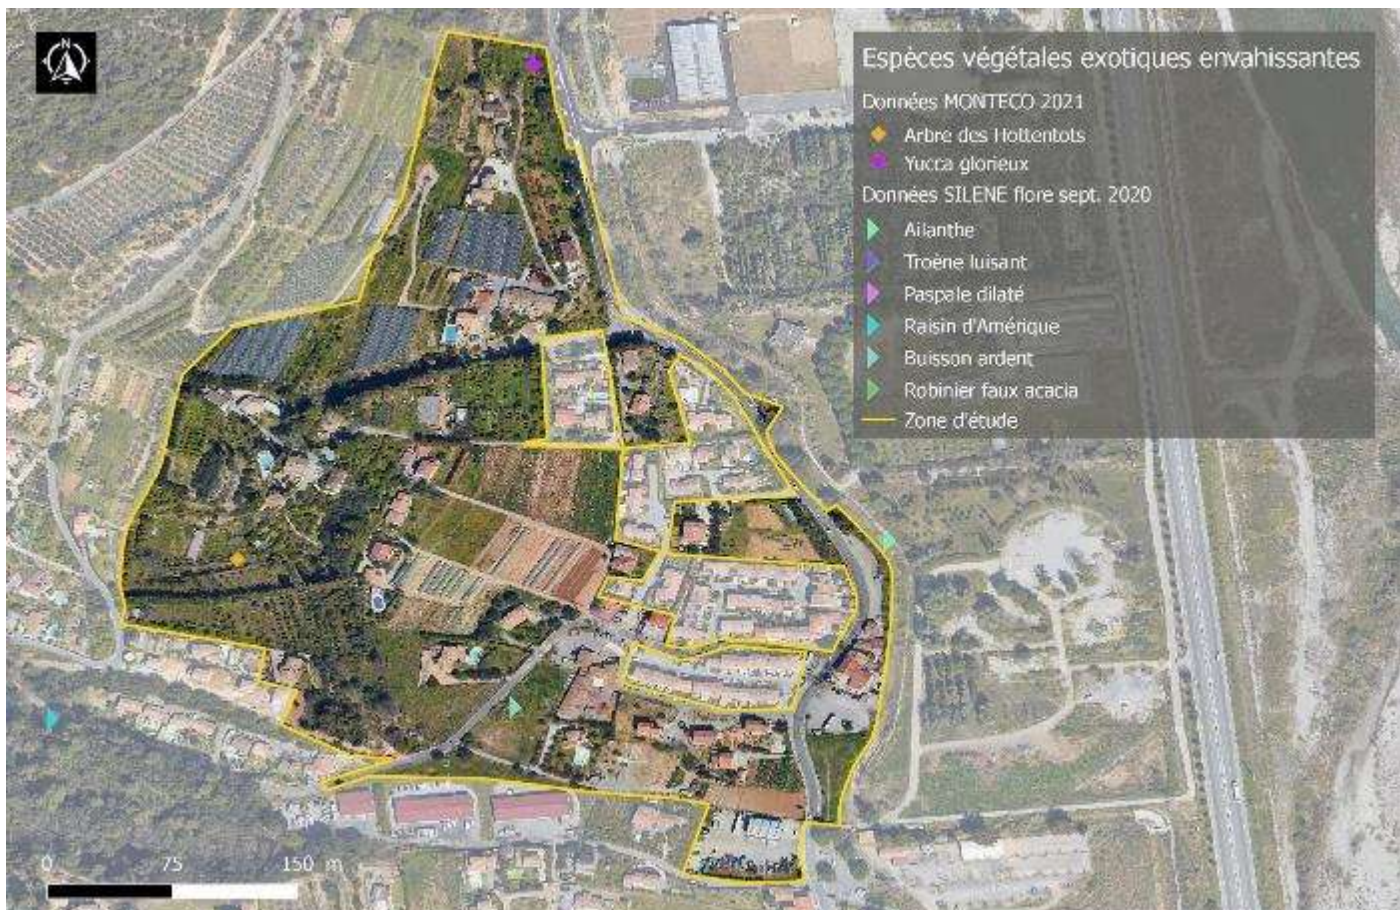 N
Espèces végétales exotiques envahissantes
Données MONTECO 2021
Arbre des Hottentots
Yucca glorieux
Données SILENE flore sept. 2020
Ailanthe
Troène luisant
Paspale dilaté
Raisin d'Amérique
Buisson ardent
Robinier faux acacia
Zone d'étude
0 75 150 m